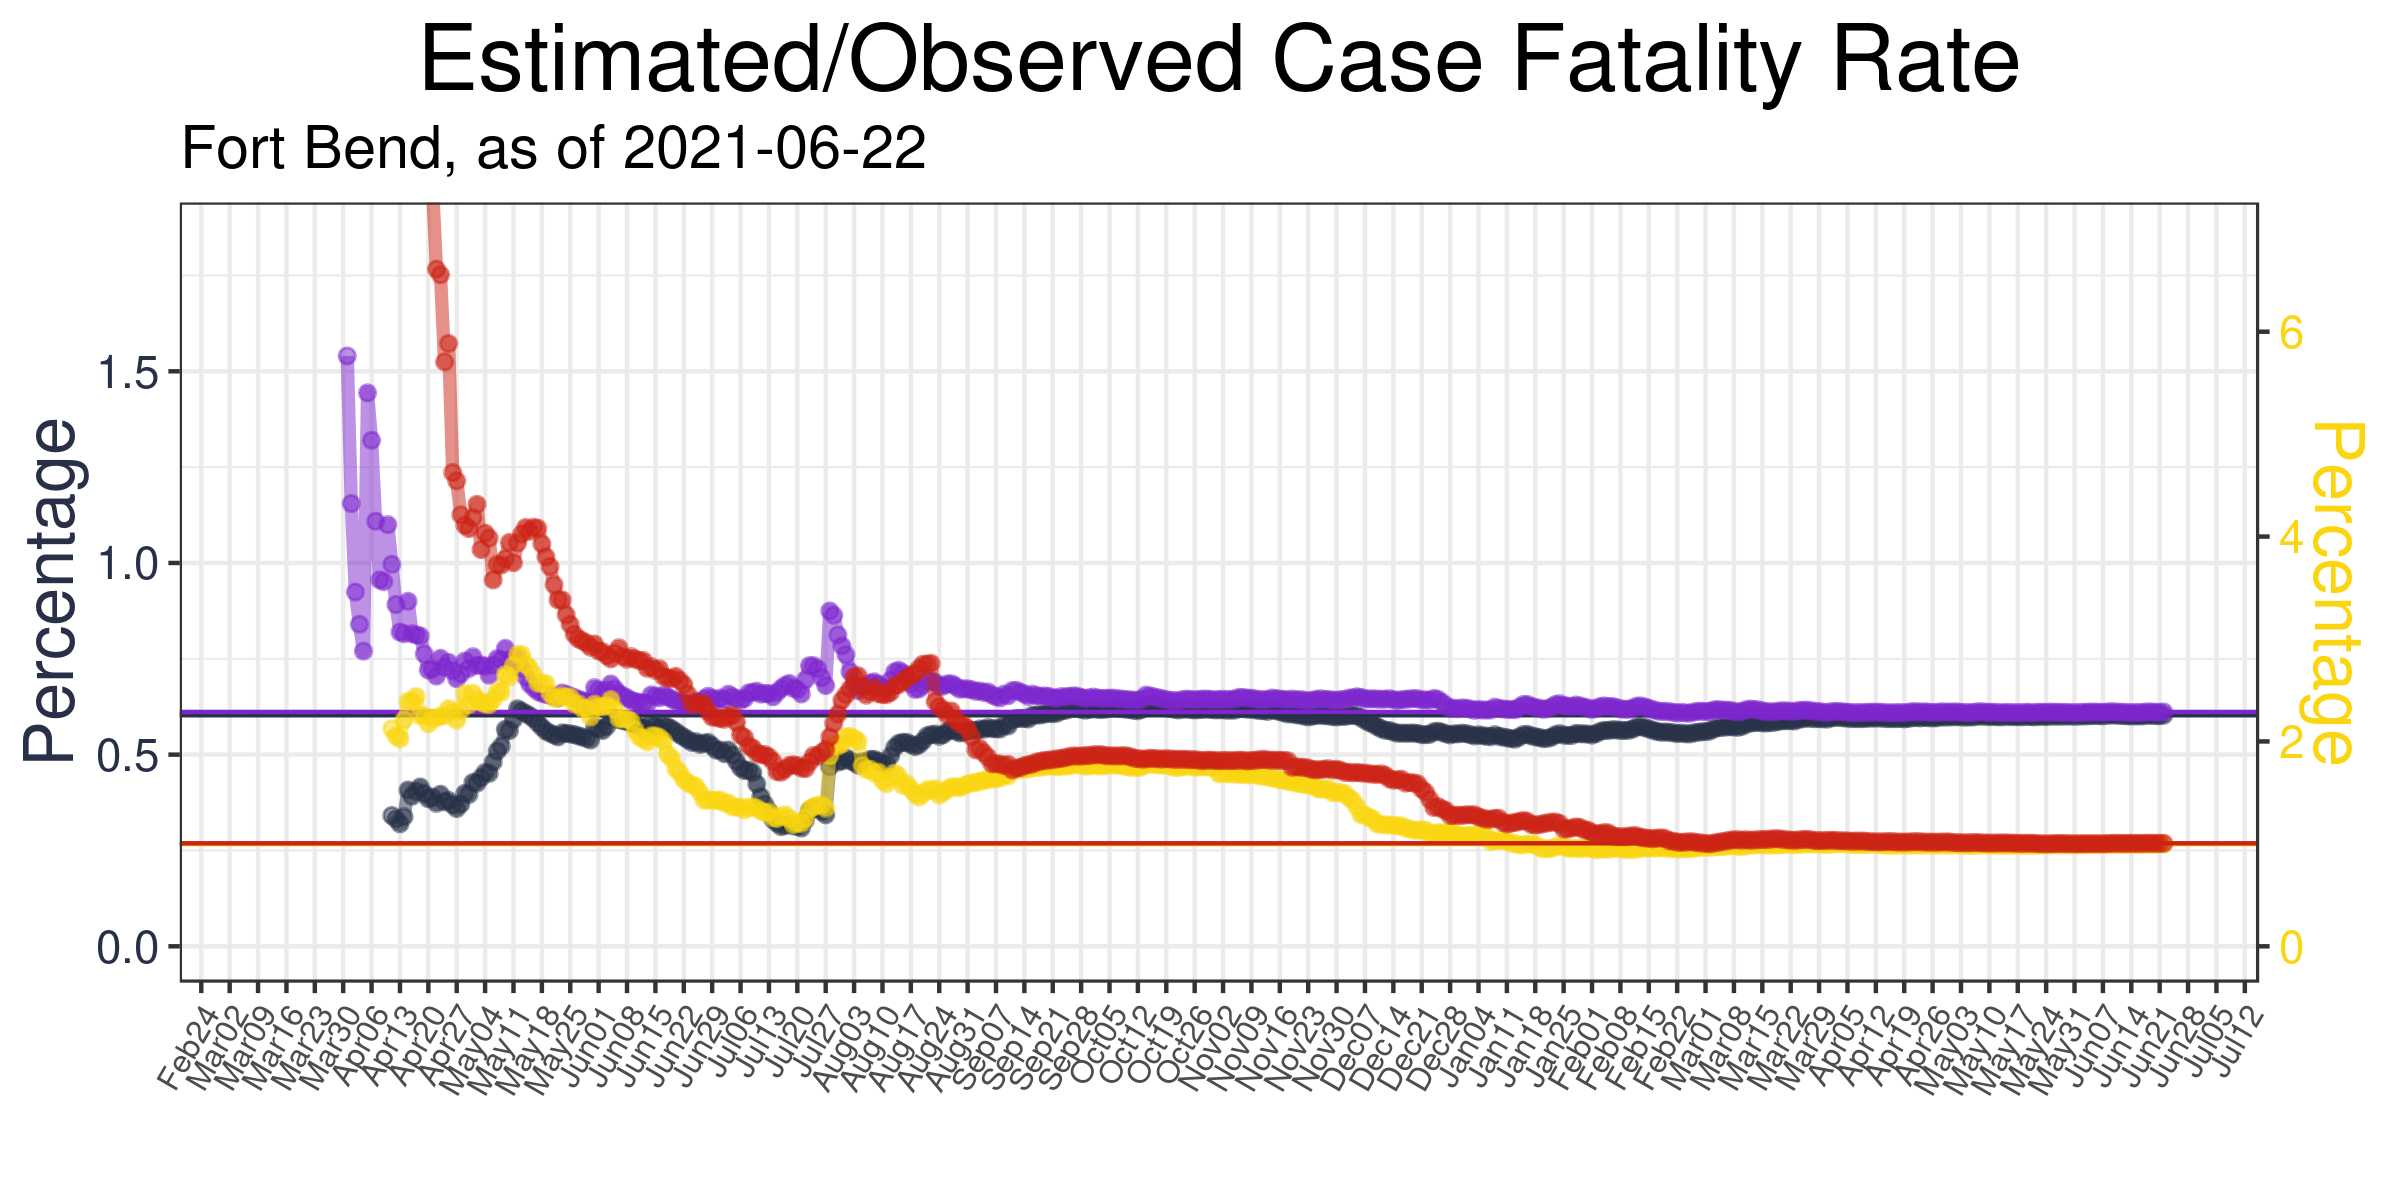 Estimated/Observed Case Fatality Rate
Fort Bend, as of 2021-06-22
Percentage
1.5
1.0
0.5
0.0
6
4
2
0
Percentage
Feb24 Mar02 Mar09 Mar16 Mar23 Mar30 Apr06 Apr13 Apr20 Apr27 May04 May11 May18 May25 Jun01 Jun08 Jun15 Jun22 Jun29 Jul06 Jul13 Jul20 Jul27 Aug03 Aug10 Aug17 Aug24 Aug31 Sep07 Sep14 Sep21 Sep28 Oct05 Oct12 Oct19 Oct26 Nov02 Nov09 Nov16 Nov23 Nov30 Dec07 Dec14 Dec21 Dec28 Jan04 Jan11 Jan18 Jan25 Feb01 Feb08 Feb15 Feb22 Mar01 Mar08 Mar15 Mar22 Mar29 Apr05 Apr12 Apr19 Apr26 May03 May10 May17 May24 May31 Jun07 Jun14 Jun21 Jun28 Jul05 Jul12